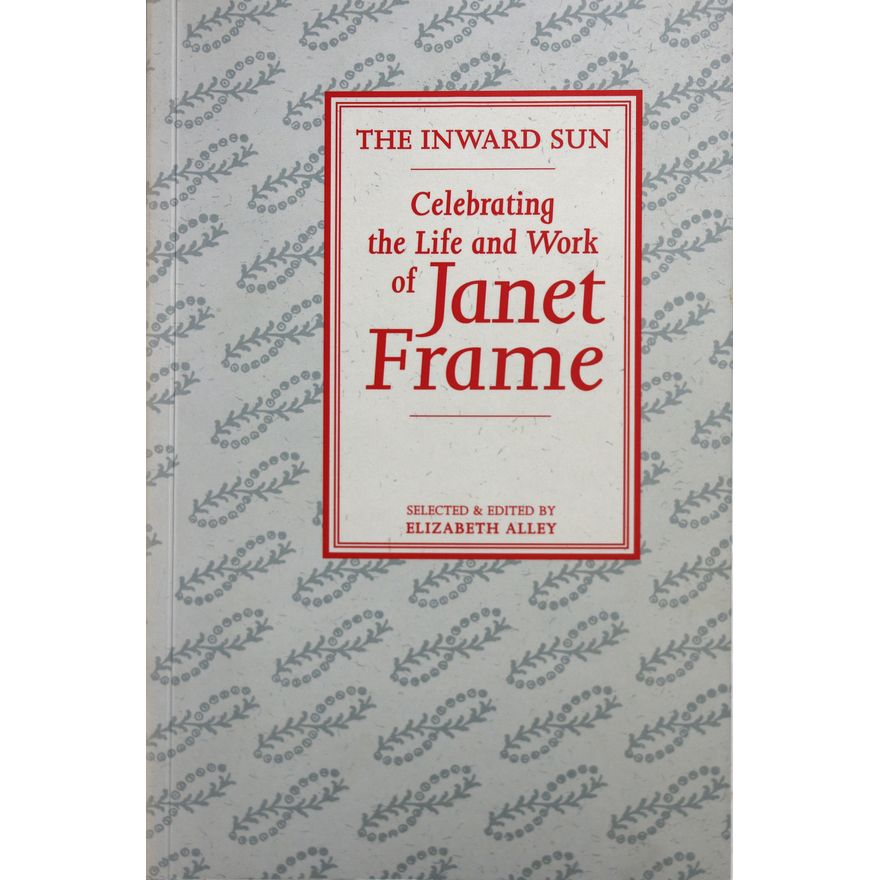 THE INWARD SUN
Celebrating
the Life and Work
of Janet
Frame
SELECTED & EDITED BY
ELIZABETH ALLEY